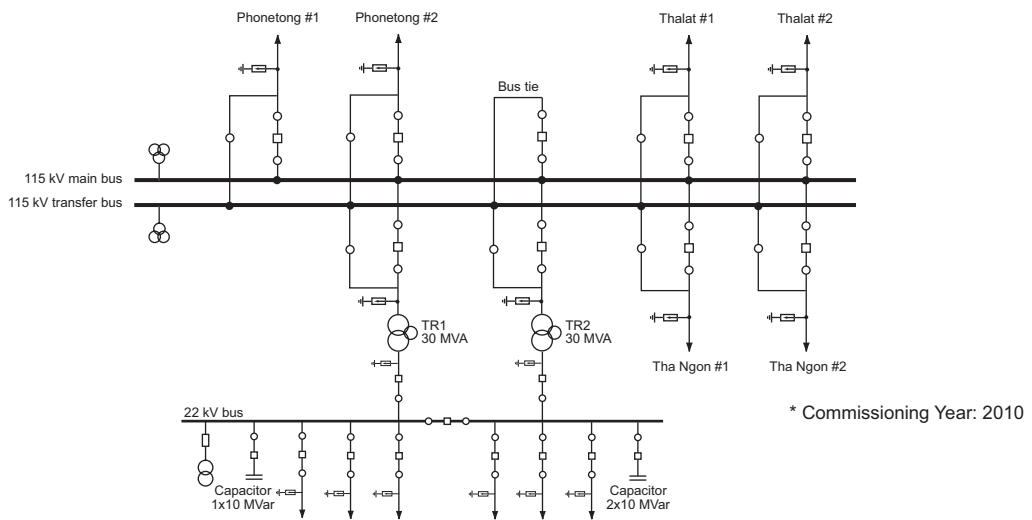 Phonetong #1
Phonetong #2
Thalat #1
Thalat #2
Bus tie
115 kV main bus
115 kV transfer bus
TR1
30 MVA
TR2
30 MVA
Tha Ngon #1
Tha Ngon #2
22 kV bus
* Commissioning Year: 2010
Capacitor
1x10 MVar
Capacitor
2x10 MVar